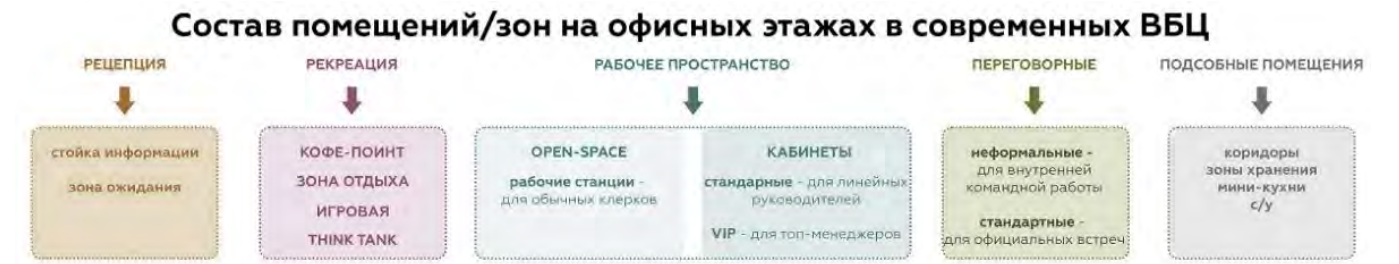 Состав помещений/зон на офисных этажах в современных ВБЦ
РЕЦЕПЦИЯ
стойка информации
зона ожидания
РЕКРЕАЦИЯ
КОФЕ-ПОИНТ
ЗОНА ОТДЫХА
ИГРОВАЯ
THINK TANK
РАБОЧЕЕ ПРОСТРАНСТВО
OPEN-SPACE
рабочие станции -
для обычных клерков
КАБИНЕТЫ
стандарные - для линейных
руководителей
VIP - для топ-менеджеров
ПЕРЕГОВОРНЫЕ
неформальные -
для внутренней
командной работы
стандартные -
для официальных встреч
ПОДСОБНЫЕ ПОМЕЩЕНИЯ
коридоры
зоны хранения
мини-кухни
с/у